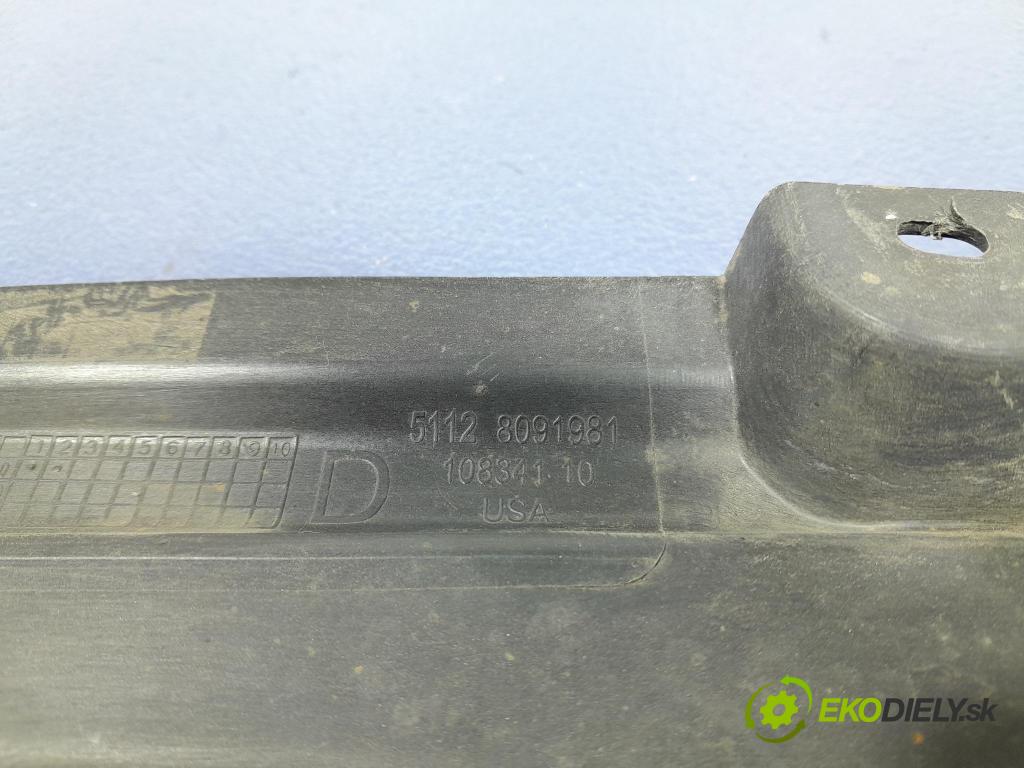 5112 8091981
1 2 3 4 5 6 7 8 9 10
D
108341-10
USA
EKODIELY.sk